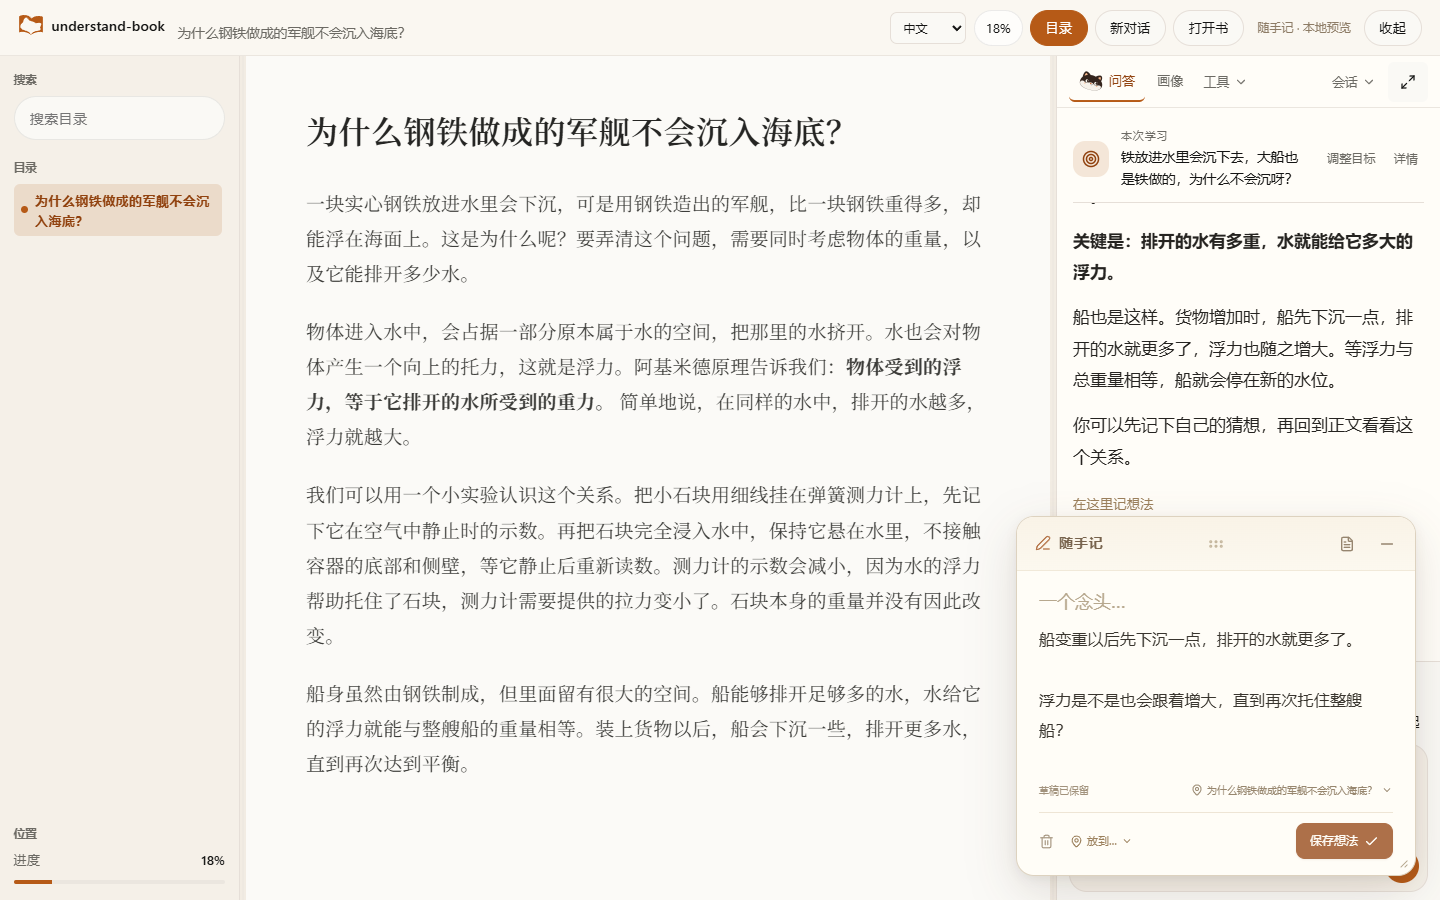 understand-book
为什么钢铁做成的军舰不会沉入海底？
中文
18%
目录
新对话
打开书
随手记 · 本地预览
收起
搜索
搜索目录
目录
为什么钢铁做成的军舰不会沉
入海底？
位置
进度
18%
为什么钢铁做成的军舰不会沉入海底？
一块实心钢铁放进水里会下沉，可是用钢铁造出的军舰，比一块钢铁重得多，却
能浮在海面上。这是为什么呢？要弄清这个问题，需要同时考虑物体的重量，以
及它能排开多少水。
物体进入水中，会占据一部分原本属于水的空间，把那里的水挤开。水也会对物
体产生一个向上的托力，这就是浮力。阿基米德原理告诉我们：物体受到的浮
力，等于它排开的水所受到的重力。 简单地说，在同样的水中，排开的水越多，
浮力就越大。
我们可以用一个小实验认识这个关系。把小石块用细线挂在弹簧测力计上，先记
下它在空气中静止时的示数。再把石块完全浸入水中，保持它悬在水里，不接触
容器的底部和侧壁，等它静止后重新读数。测力计的示数会减小，因为水的浮力
帮助托住了石块，测力计需要提供的拉力变小了。石块本身的重量并没有因此改
变。
船身虽然由钢铁制成，但里面留有很大的空间。船能够排开足够多的水，水给它
的浮力就能与整艘船的重量相等。装上货物以后，船会下沉一些，排开更多水，
直到再次达到平衡。
问答
画像
工具
会话
本次学习
铁放进水里会沉下去，大船也
是铁做的，为什么不会沉呀？
调整目标
详情
关键是：排开的水有多重，水就能给它多大的
浮力。
船也是这样。货物增加时，船先下沉一点，排
开的水就更多了，浮力也随之增大。等浮力与
总重量相等，船就会停在新的水位。
你可以先记下自己的猜想，再回到正文看看这
个关系。
在这里记想法
随手记
一个念头...
船变重以后先下沉一点，排开的水就更多了。
浮力是不是也会跟着增大，直到再次托住整艘
船？
草稿已保留
为什么钢铁做成的军舰不会沉入海底？
放到...
保存想法